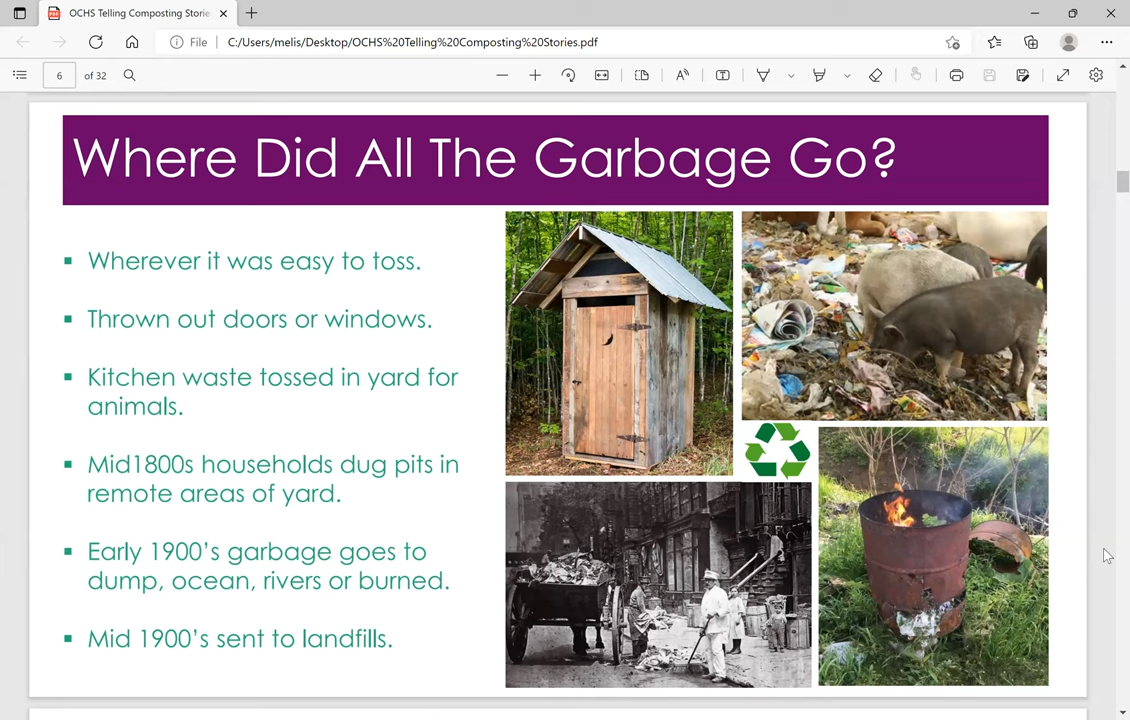 OCHS Telling Composting Storie
File
C:/Users/melis/Desktop/OCHS%20Telling%20Composting%20Stories.pdf
6 of 32
Where Did All The Garbage Go?
▪ Wherever it was easy to toss.
▪ Thrown out doors or windows.
▪ Kitchen waste tossed in yard for
animals.
▪ Mid1800s households dug pits in
remote areas of yard.
▪ Early 1900's garbage goes to
dump, ocean, rivers or burned.
▪ Mid 1900's sent to landfills.